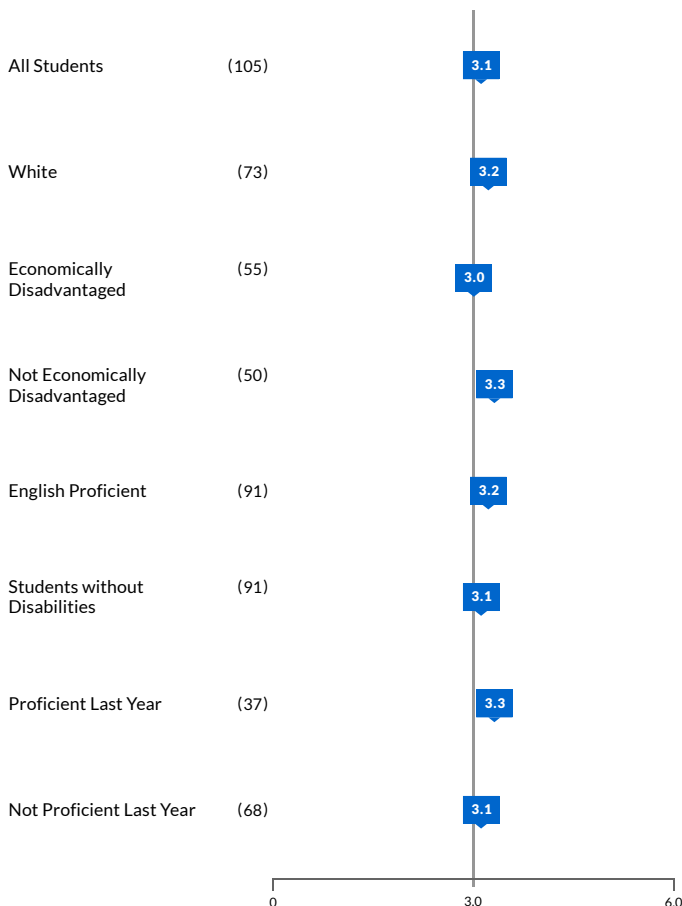 All Students (105) 3.1
White (73) 3.2
Economically (55) 3.0
Disadvantaged
Not Economically (50) 3.3
Disadvantaged
English Proficient (91) 3.2
Students without (91) 3.1
Disabilities
Proficient Last Year (37) 3.3
Not Proficient Last Year (68) 3.1
0 3.0 6.0